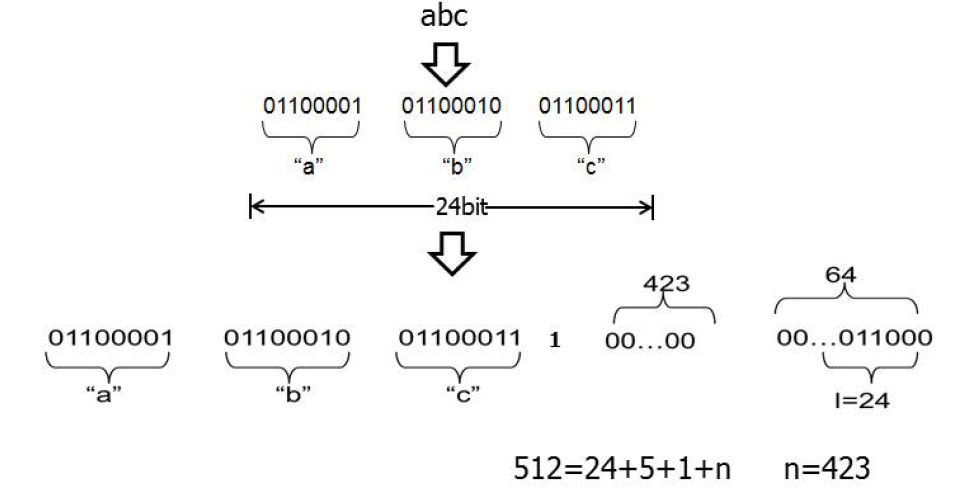 abc
01100001 01100010 01100011
“a” “b” “c”
24bit
423 64
01100001 01100010 01100011 1 00...00 00...011000
“a” “b” “c” l=24
512=24+5+1+n n=423